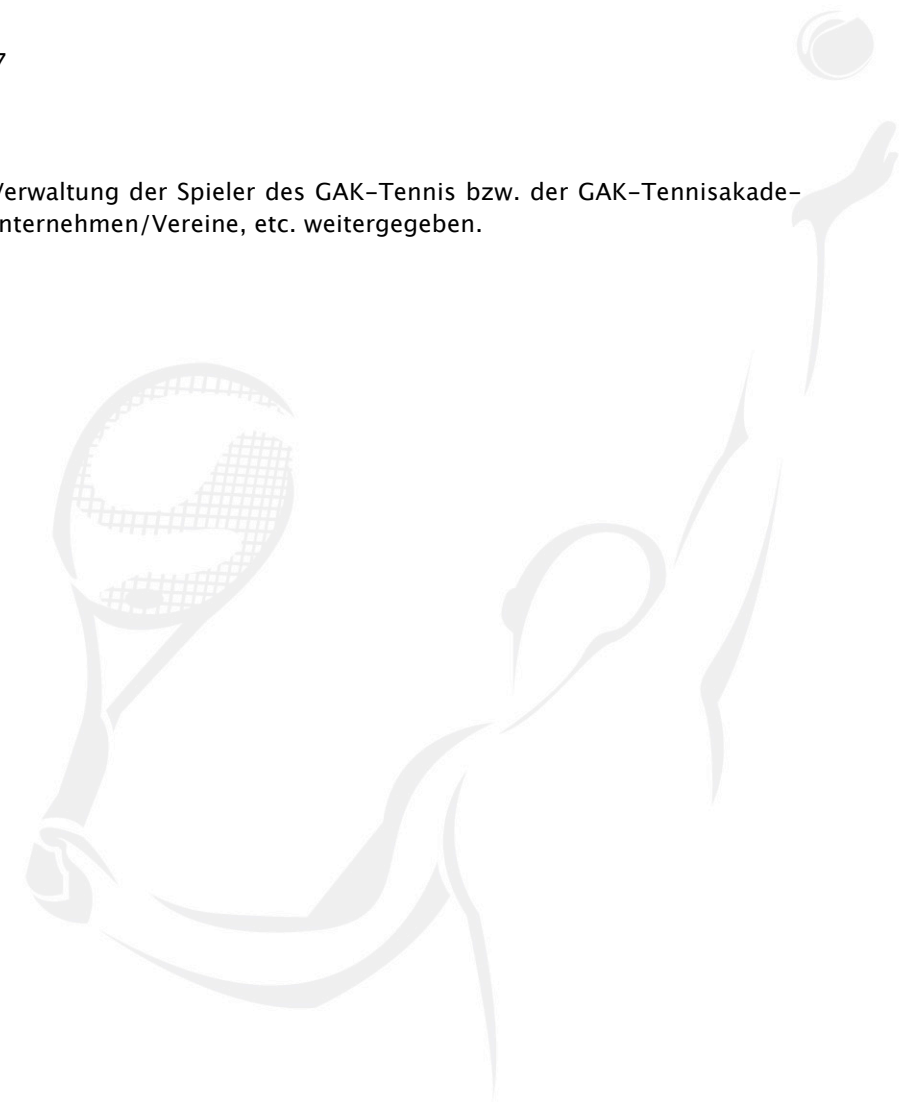 7
Verwaltung der Spieler des GAK-Tennis bzw. der GAK-Tennisakade-
nternehmen/Vereine, etc. weitergegeben.